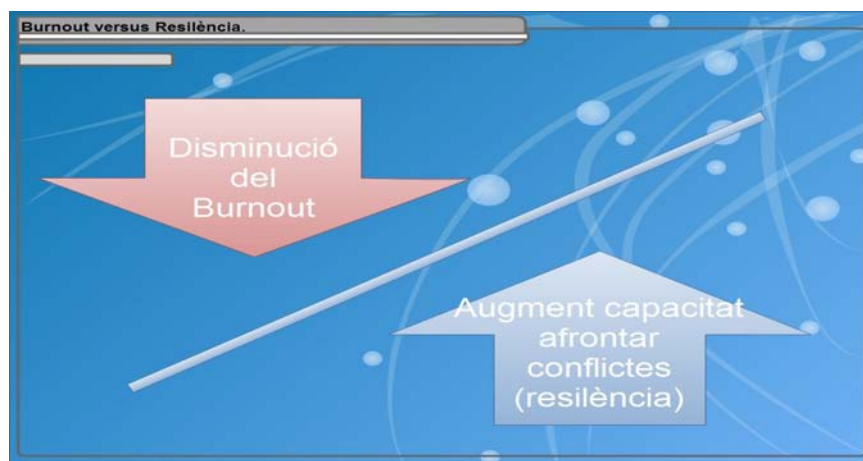 Burnout versus Resilència.
Disminució
del
Burnout
Augment capacitat
afrontar
conflictes
(resilència)